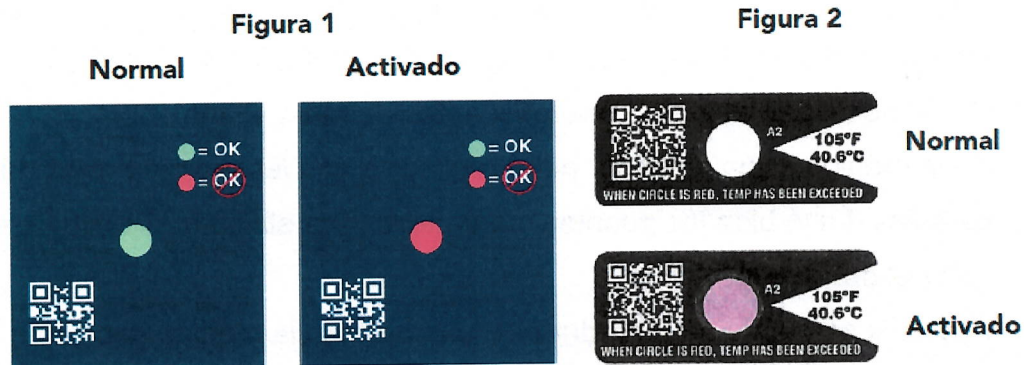 Figura 1
Normal
Activado
= OK
= OK
= OK
= OK
Figura 2
A2
105°F
40.6°C
WHEN CIRCLE IS RED, TEMP HAS BEEN EXCEEDED
Normal
A2
105°F
40.6°C
WHEN CIRCLE IS RED, TEMP HAS BEEN EXCEEDED
Activado